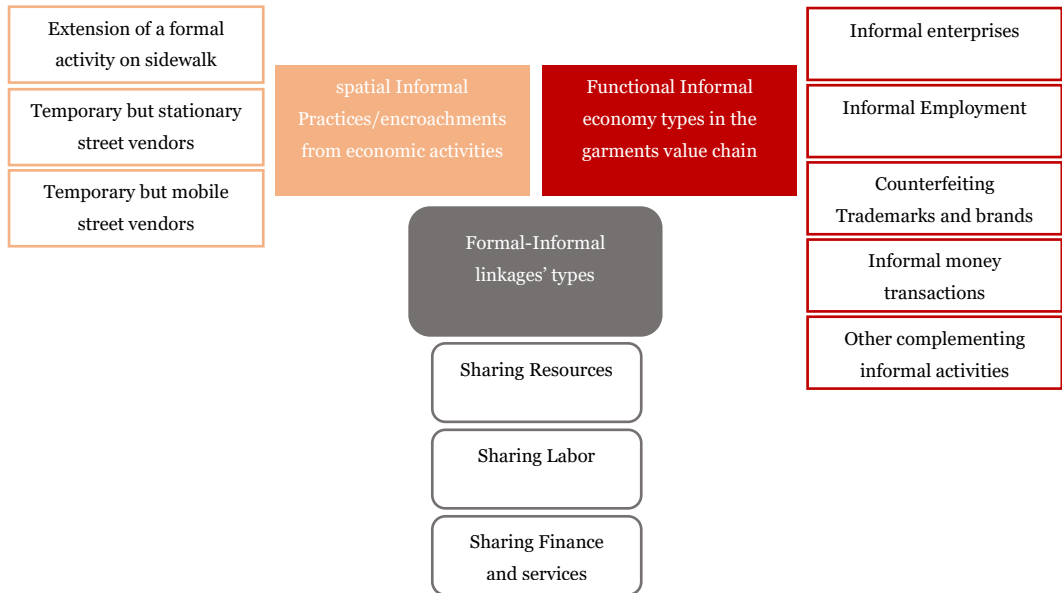 Extension of a formal
activity on sidewalk
Temporary but stationary
street vendors
Temporary but mobile
street vendors
spatial Informal
Practices/encroachments
from economic activities
Functional Informal
economy types in the
garments value chain
Informal enterprises
Informal Employment
Counterfeiting
Trademarks and brands
Informal money
transactions
Other complementing
informal activities
Formal-Informal
linkages’ types
Sharing Resources
Sharing Labor
Sharing Finance
and services